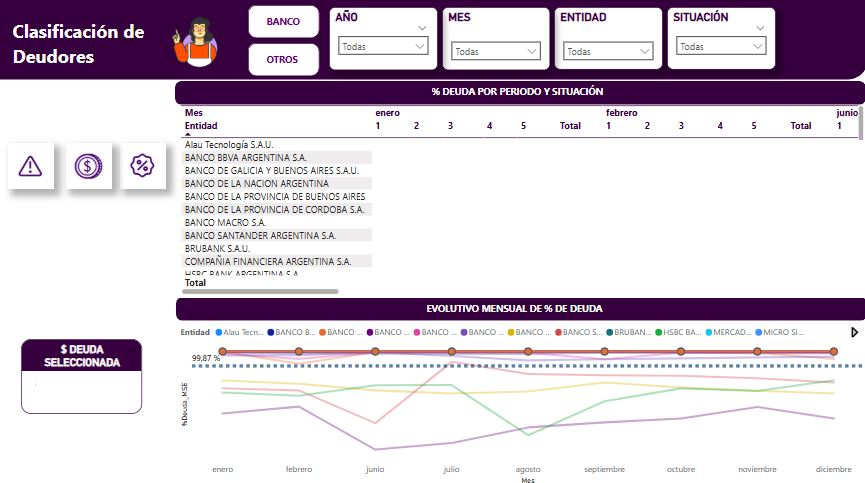 Clasificación de
Deudores
BANCO
OTROS
AÑO
Todas
MES
Todas
ENTIDAD
Todas
SITUACIÓN
Todas
% DEUDA POR PERIODO Y SITUACIÓN
Mes enero febrero junio
Entidad 1 2 3 4 5 Total 1 2 3 4 5 Total 1
Alau Tecnología S.A.U.
BANCO BBVA ARGENTINA S.A.
BANCO DE GALICIA Y BUENOS AIRES S.A.U.
BANCO DE LA NACION ARGENTINA
BANCO DE LA PROVINCIA DE BUENOS AIRES
BANCO DE LA PROVINCIA DE CORDOBA S.A.
BANCO MACRO S.A.
BANCO SANTANDER ARGENTINA S.A.
BRUBANK S.A.U.
COMPAÑIA FINANCIERA ARGENTINA S.A.
HSBC BANK ARGENTINA S.A.
Total
$ DEUDA
SELECCIONADA
EVOLUTIVO MENSUAL DE % DE DEUDA
Entidad Alau Tecn... BANCO B... BANCO ... BANCO ... BANCO ... BANCO ... BANCO ... BANCO S... BRUBAN... HSBC BA... MERCAD... MICRO SI...
99,87 %
%Deuda_MSE
enero febrero junio julio agosto septiembre octubre noviembre diciembre
Mes